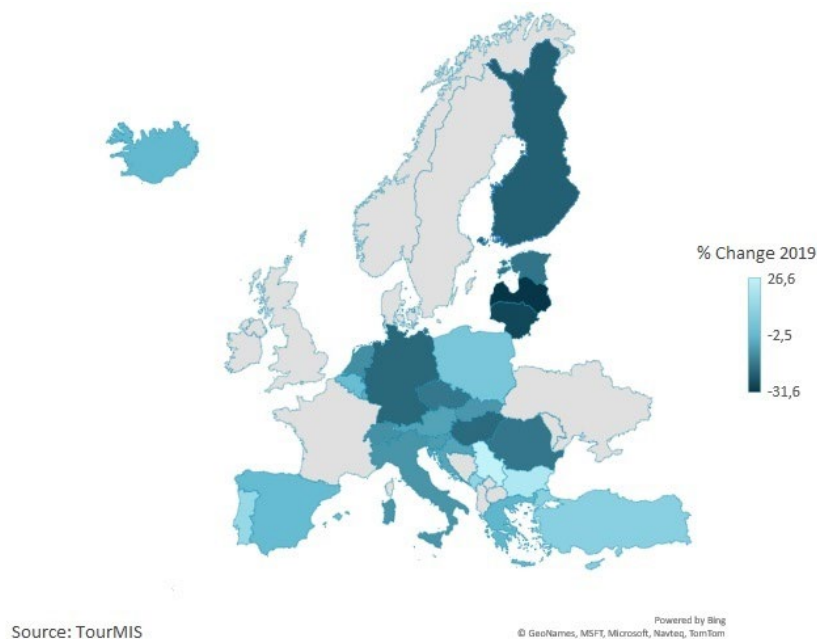 % Change 2019
26,6
-2,5
-31,6
Source: TourMIS
Powered by Bing
© GeoNames, MSFT, Microsoft, Navteq, TomTom